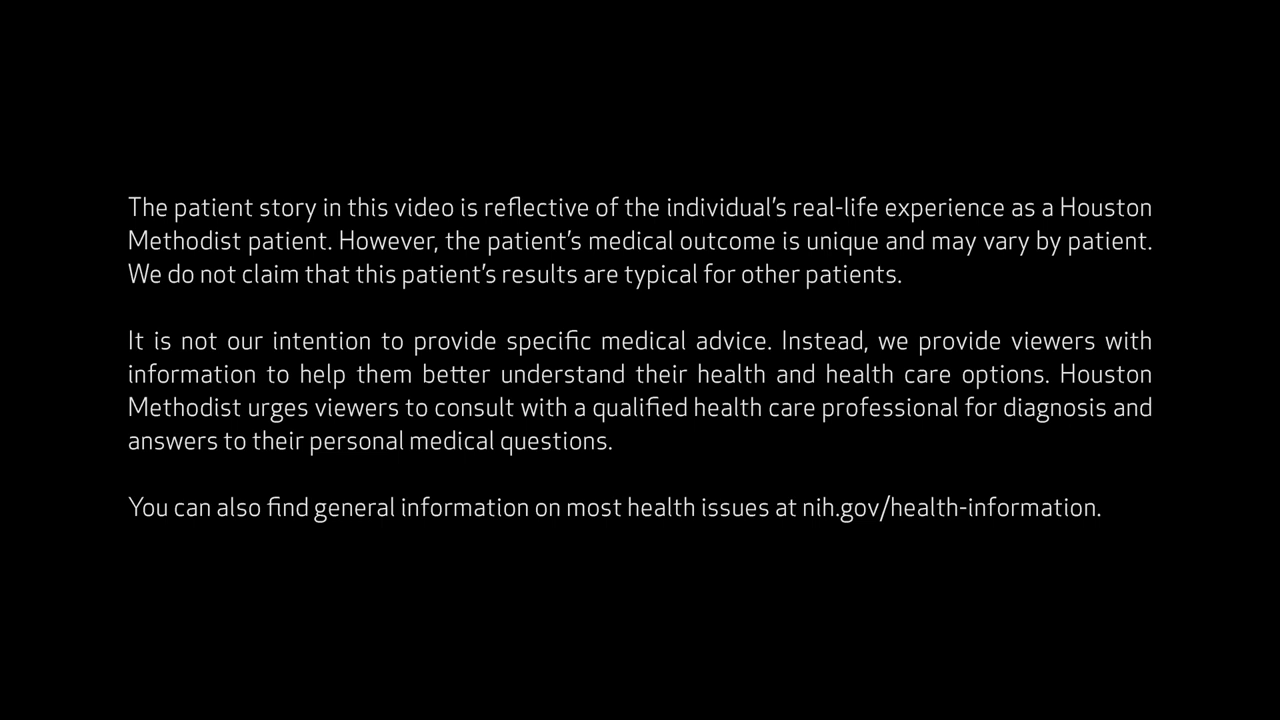 The patient story in this video is reflective of the individual’s real-life experience as a Houston
Methodist patient. However, the patient’s medical outcome is unique and may vary by patient.
We do not claim that this patient’s results are typical for other patients.
It is not our intention to provide specific medical advice. Instead, we provide viewers with
information to help them better understand their health and health care options. Houston
Methodist urges viewers to consult with a qualified health care professional for diagnosis and
answers to their personal medical questions.
You can also find general information on most health issues at nih.gov/health-information.